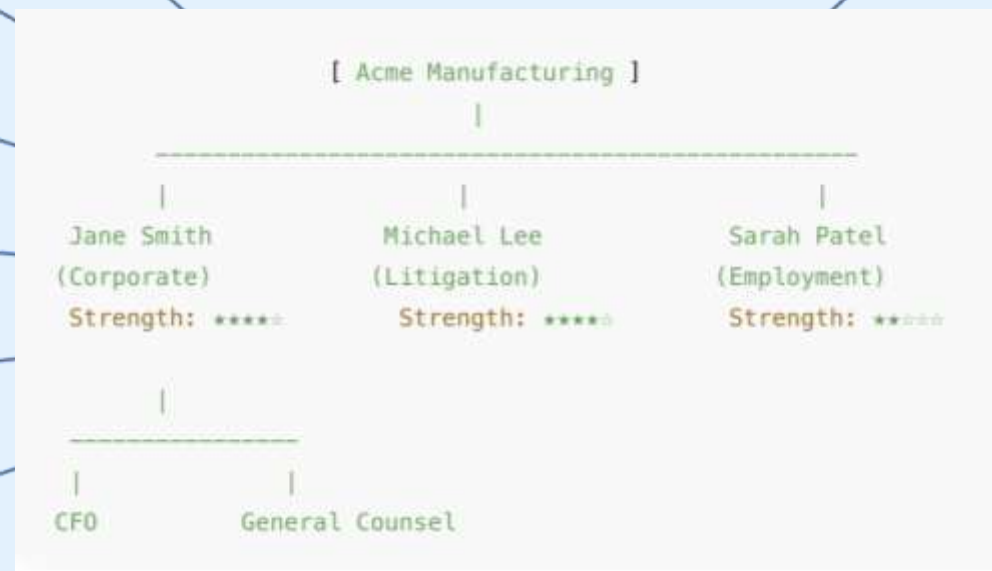 [ Acme Manufacturing ]
Jane Smith Michael Lee Sarah Patel
(Corporate) (Litigation) (Employment)
Strength: ★★★★☆ Strength: ★★★★☆ Strength: ★★☆☆☆
CFO General Counsel